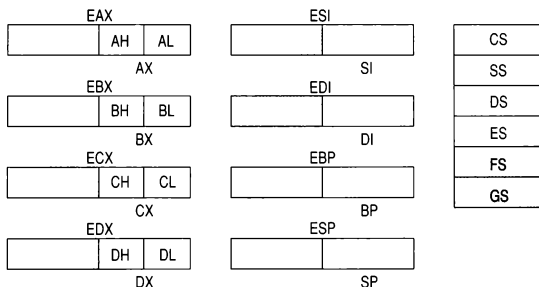 EAX
AH AL
AX
EBX
BH BL
BX
ECX
CH CL
CX
EDX
DH DL
DX
ESI
SI
EDI
DI
EBP
BP
ESP
SP
CS
SS
DS
ES
FS
GS